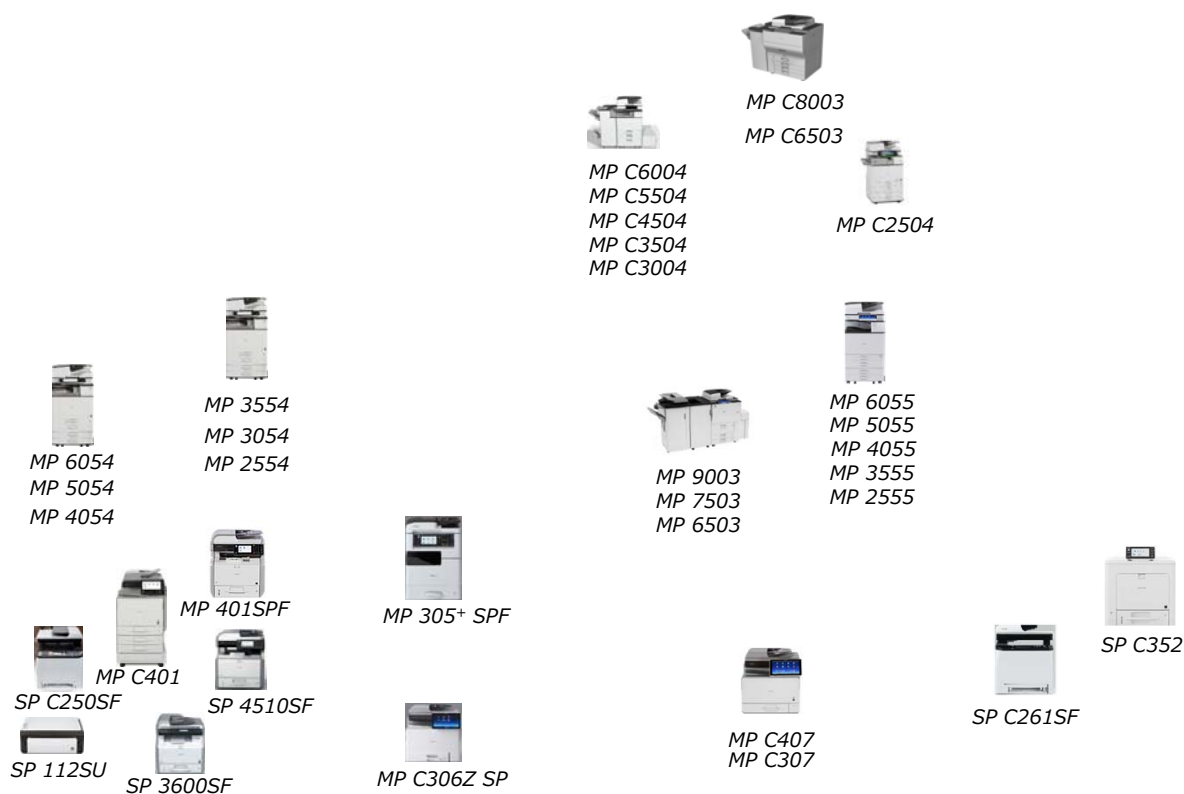 MP C8003
MP C6503
MP C6004
MP C5504
MP C4504
MP C3504
MP C3004
MP C2504
MP 3554
MP 3054
MP 2554
MP 6054
MP 5054
MP 4054
MP 6055
MP 5055
MP 4055
MP 3555
MP 2555
MP 9003
MP 7503
MP 6503
MP 401SPF
MP 305⁺ SPF
MP C401
SP C250SF
SP 4510SF
SP 112SU
SP 3600SF
MP C306Z SP
MP C407
MP C307
SP C261SF
SP C352